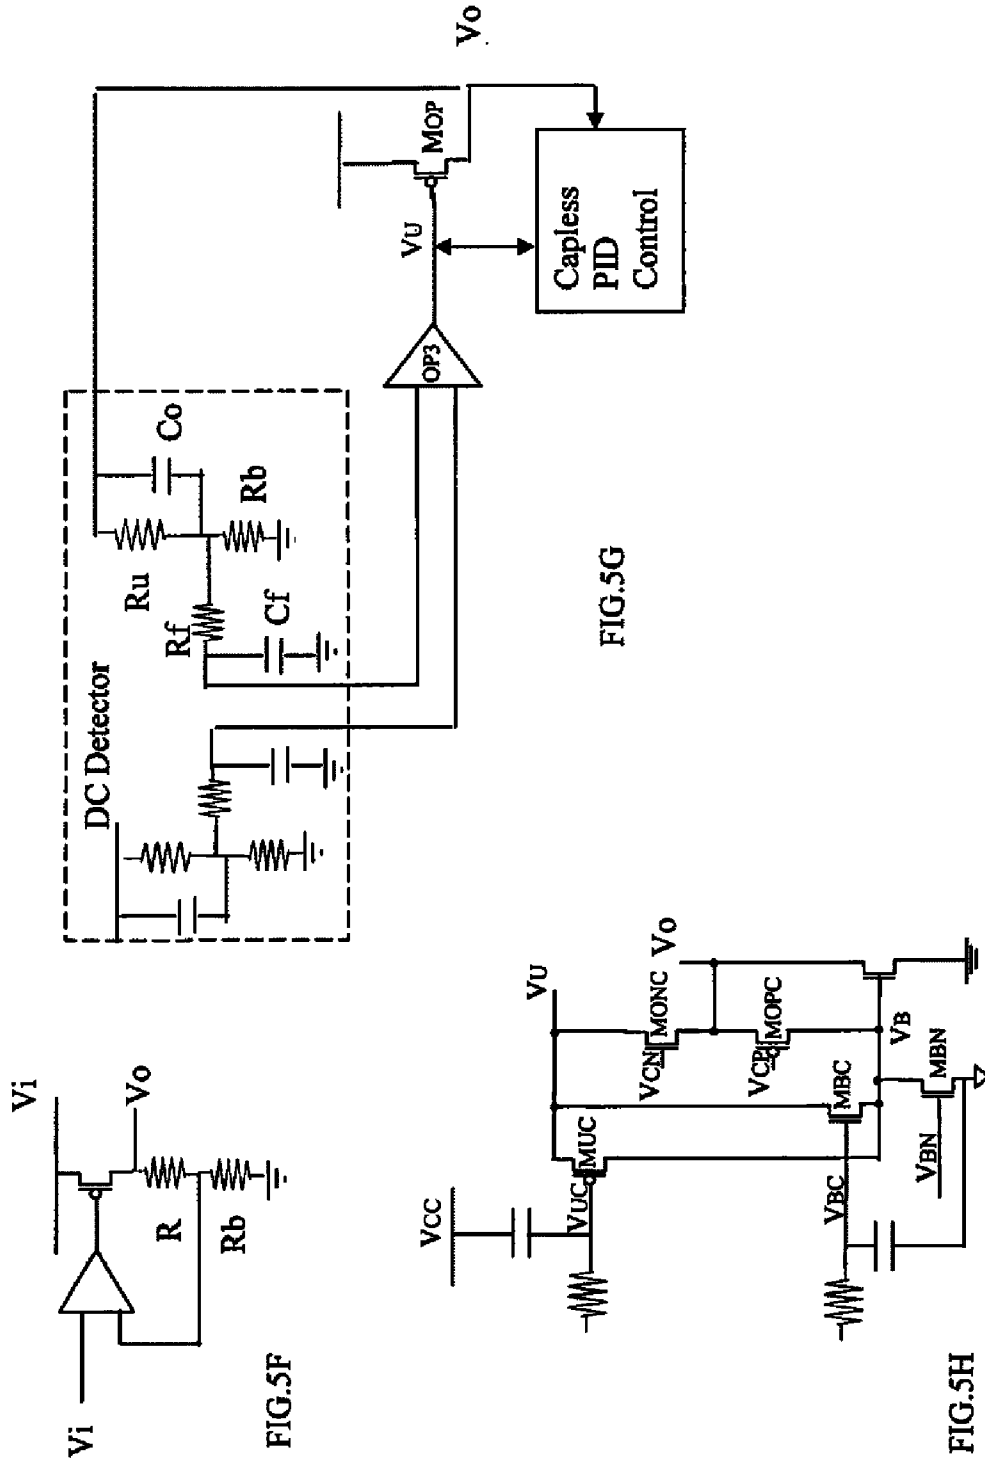 Vi
Vi
Vo
R
Rb
FIG.5F
DC Detector
Ru
Co
Rf
Rb
Cf
OP3
VU
MOP
Vo
Capless
PID
Control
FIG.5G
VCC
VU
VUC
MUC
VCN
MONC
Vo
VCP
MOPC
VBC
MBC
VB
VBN
MBN
FIG.5H